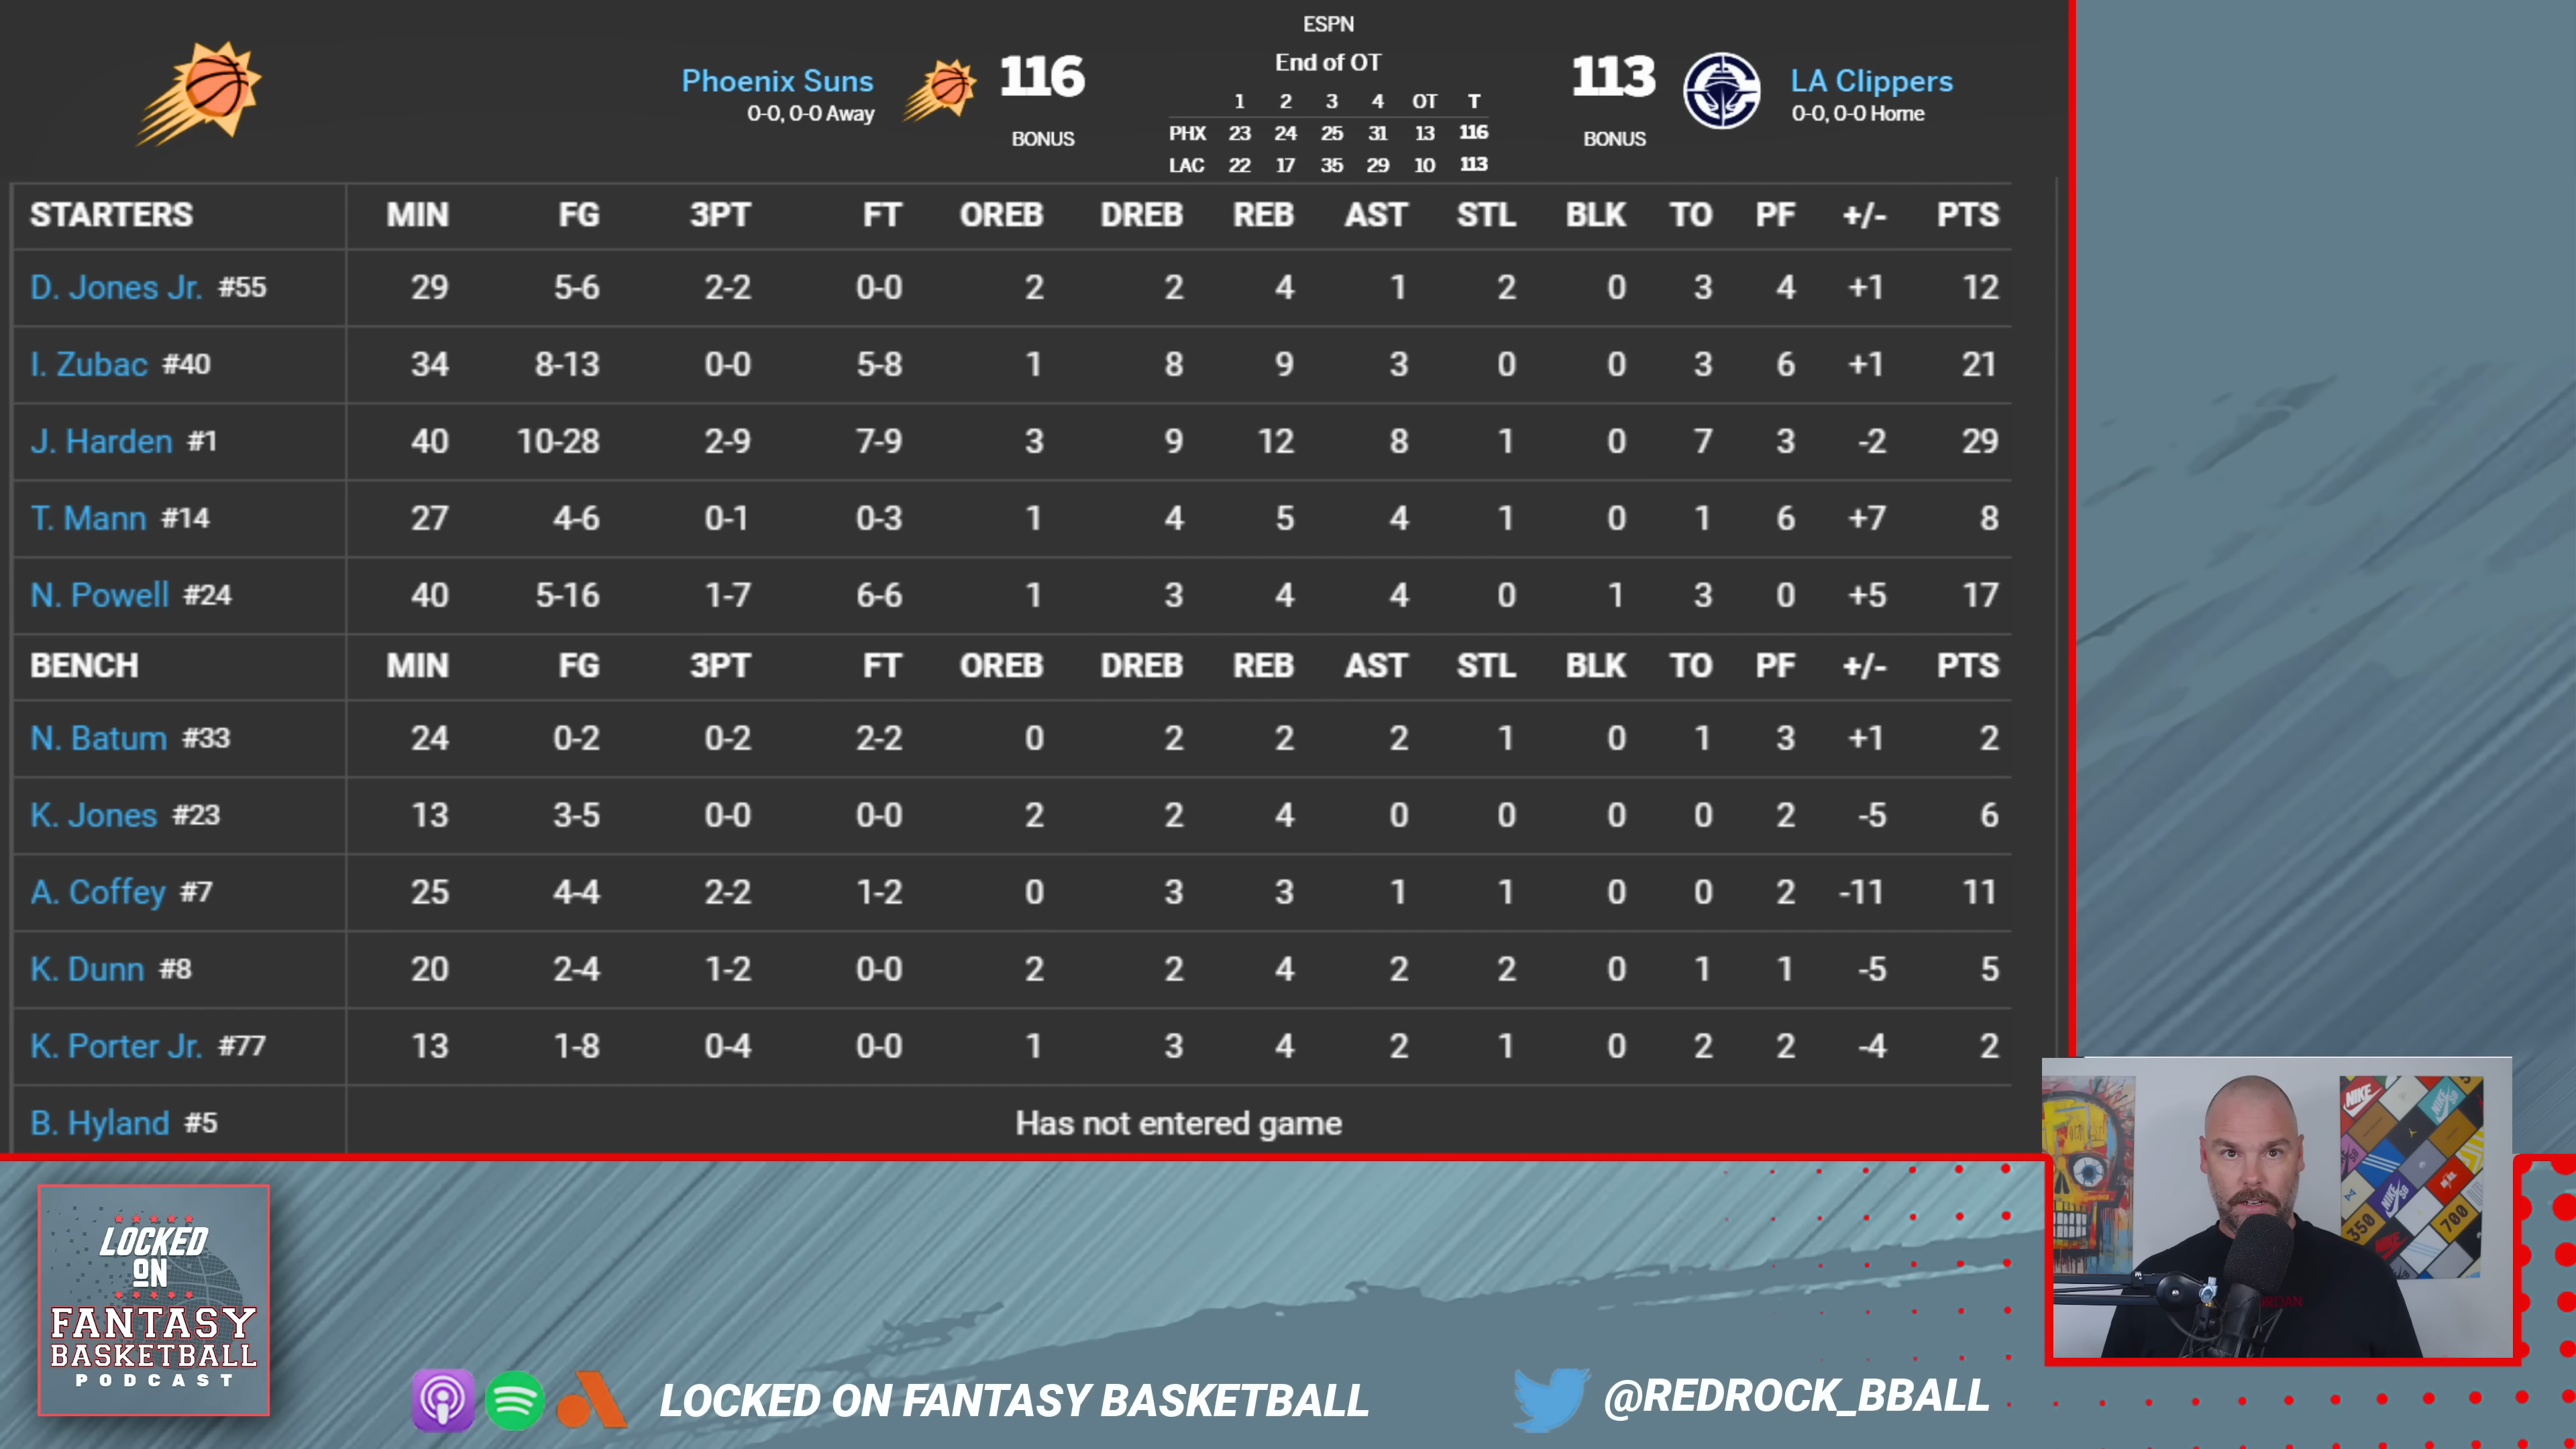 ESPN
End of OT
Phoenix Suns
0-0, 0-0 Away
116
BONUS
1 2 3 4 OT T
PHX 23 24 25 31 13 116
LAC 22 17 35 29 10 113
113
BONUS
LA Clippers
0-0, 0-0 Home
STARTERS MIN FG 3PT FT OREB DREB REB AST STL BLK TO PF +/- PTS
D. Jones Jr. #55 29 5-6 2-2 0-0 2 2 4 1 2 0 3 4 +1 12
I. Zubac #40 34 8-13 0-0 5-8 1 8 9 3 0 0 3 6 +1 21
J. Harden #1 40 10-28 2-9 7-9 3 9 12 8 1 0 7 3 -2 29
T. Mann #14 27 4-6 0-1 0-3 1 4 5 4 1 0 1 6 +7 8
N. Powell #24 40 5-16 1-7 6-6 1 3 4 4 0 1 3 0 +5 17
BENCH MIN FG 3PT FT OREB DREB REB AST STL BLK TO PF +/- PTS
N. Batum #33 24 0-2 0-2 2-2 0 2 2 2 1 0 1 3 +1 2
K. Jones #23 13 3-5 0-0 0-0 2 2 4 0 0 0 0 2 -5 6
A. Coffey #7 25 4-4 2-2 1-2 0 3 3 1 1 0 0 2 -11 11
K. Dunn #8 20 2-4 1-2 0-0 2 2 4 2 2 0 1 1 -5 5
K. Porter Jr. #77 13 1-8 0-4 0-0 1 3 4 2 1 0 2 2 -4 2
B. Hyland #5 Has not entered game
LOCKED
ON
FANTASY
BASKETBALL
PODCAST
LOCKED ON FANTASY BASKETBALL
@REDROCK_BBALL
NIKE
NIKE
350
700